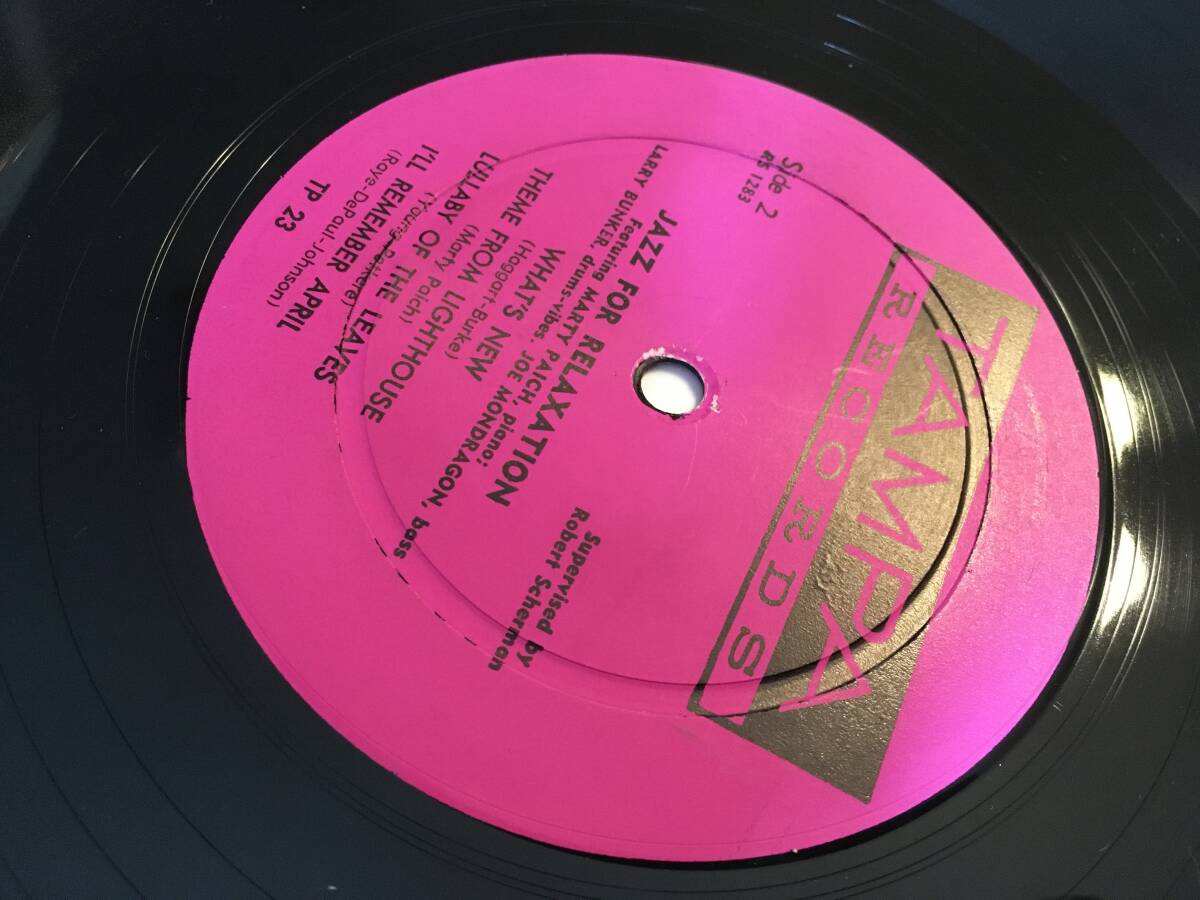 TAMPA
RECORDS
Side 2
RS 1283
Supervised by
Robert Scherman
JAZZ FOR RELAXATION
Featuring MARTY PAICH, piano;
LARRY BUNKER, drums-vibes. JOE MONDRAGON, bass
WHAT'S NEW
(Haggart-Burke)
THEME FROM LIGHTHOUSE
(Marty Paich)
LULLABY OF THE LEAVES
(Young-Petkere)
I'LL REMEMBER APRIL
(Raye-DePaul-Johnson)
TP 23